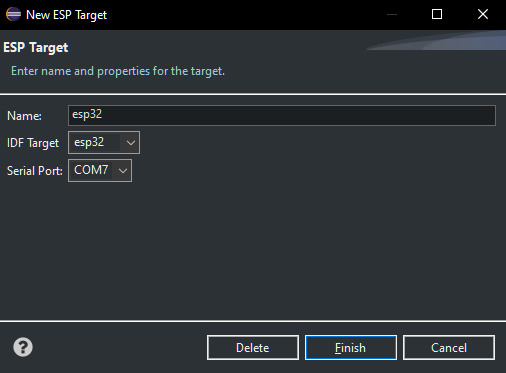 New ESP Target
ESP Target
Enter name and properties for the target.
Name: esp32
IDF Target esp32
Serial Port: COM7
? Delete Finish Cancel